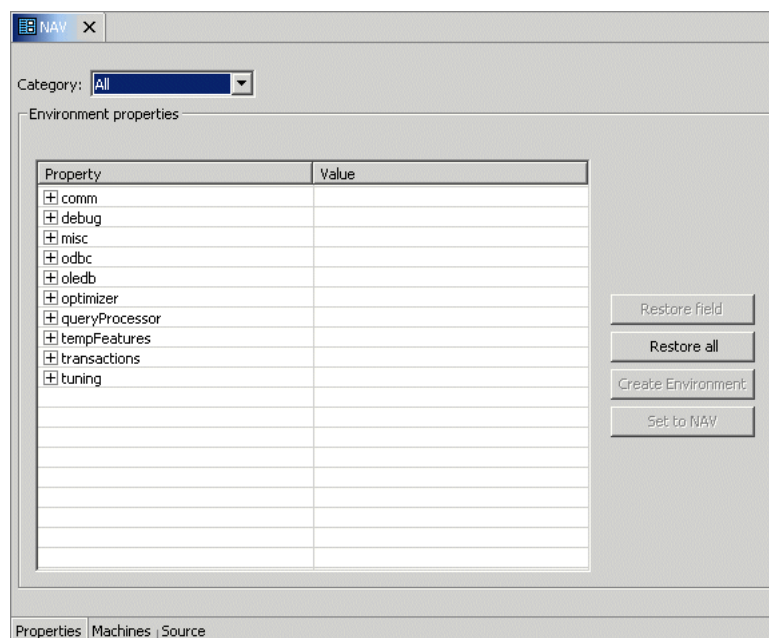 NAV
Category: All
Environment properties
Property Value
comm
debug
misc
odbc
oledb
optimizer
queryProcessor
tempFeatures
transactions
tuning
Restore field
Restore all
Create Environment
Set to NAV
Properties Machines Source